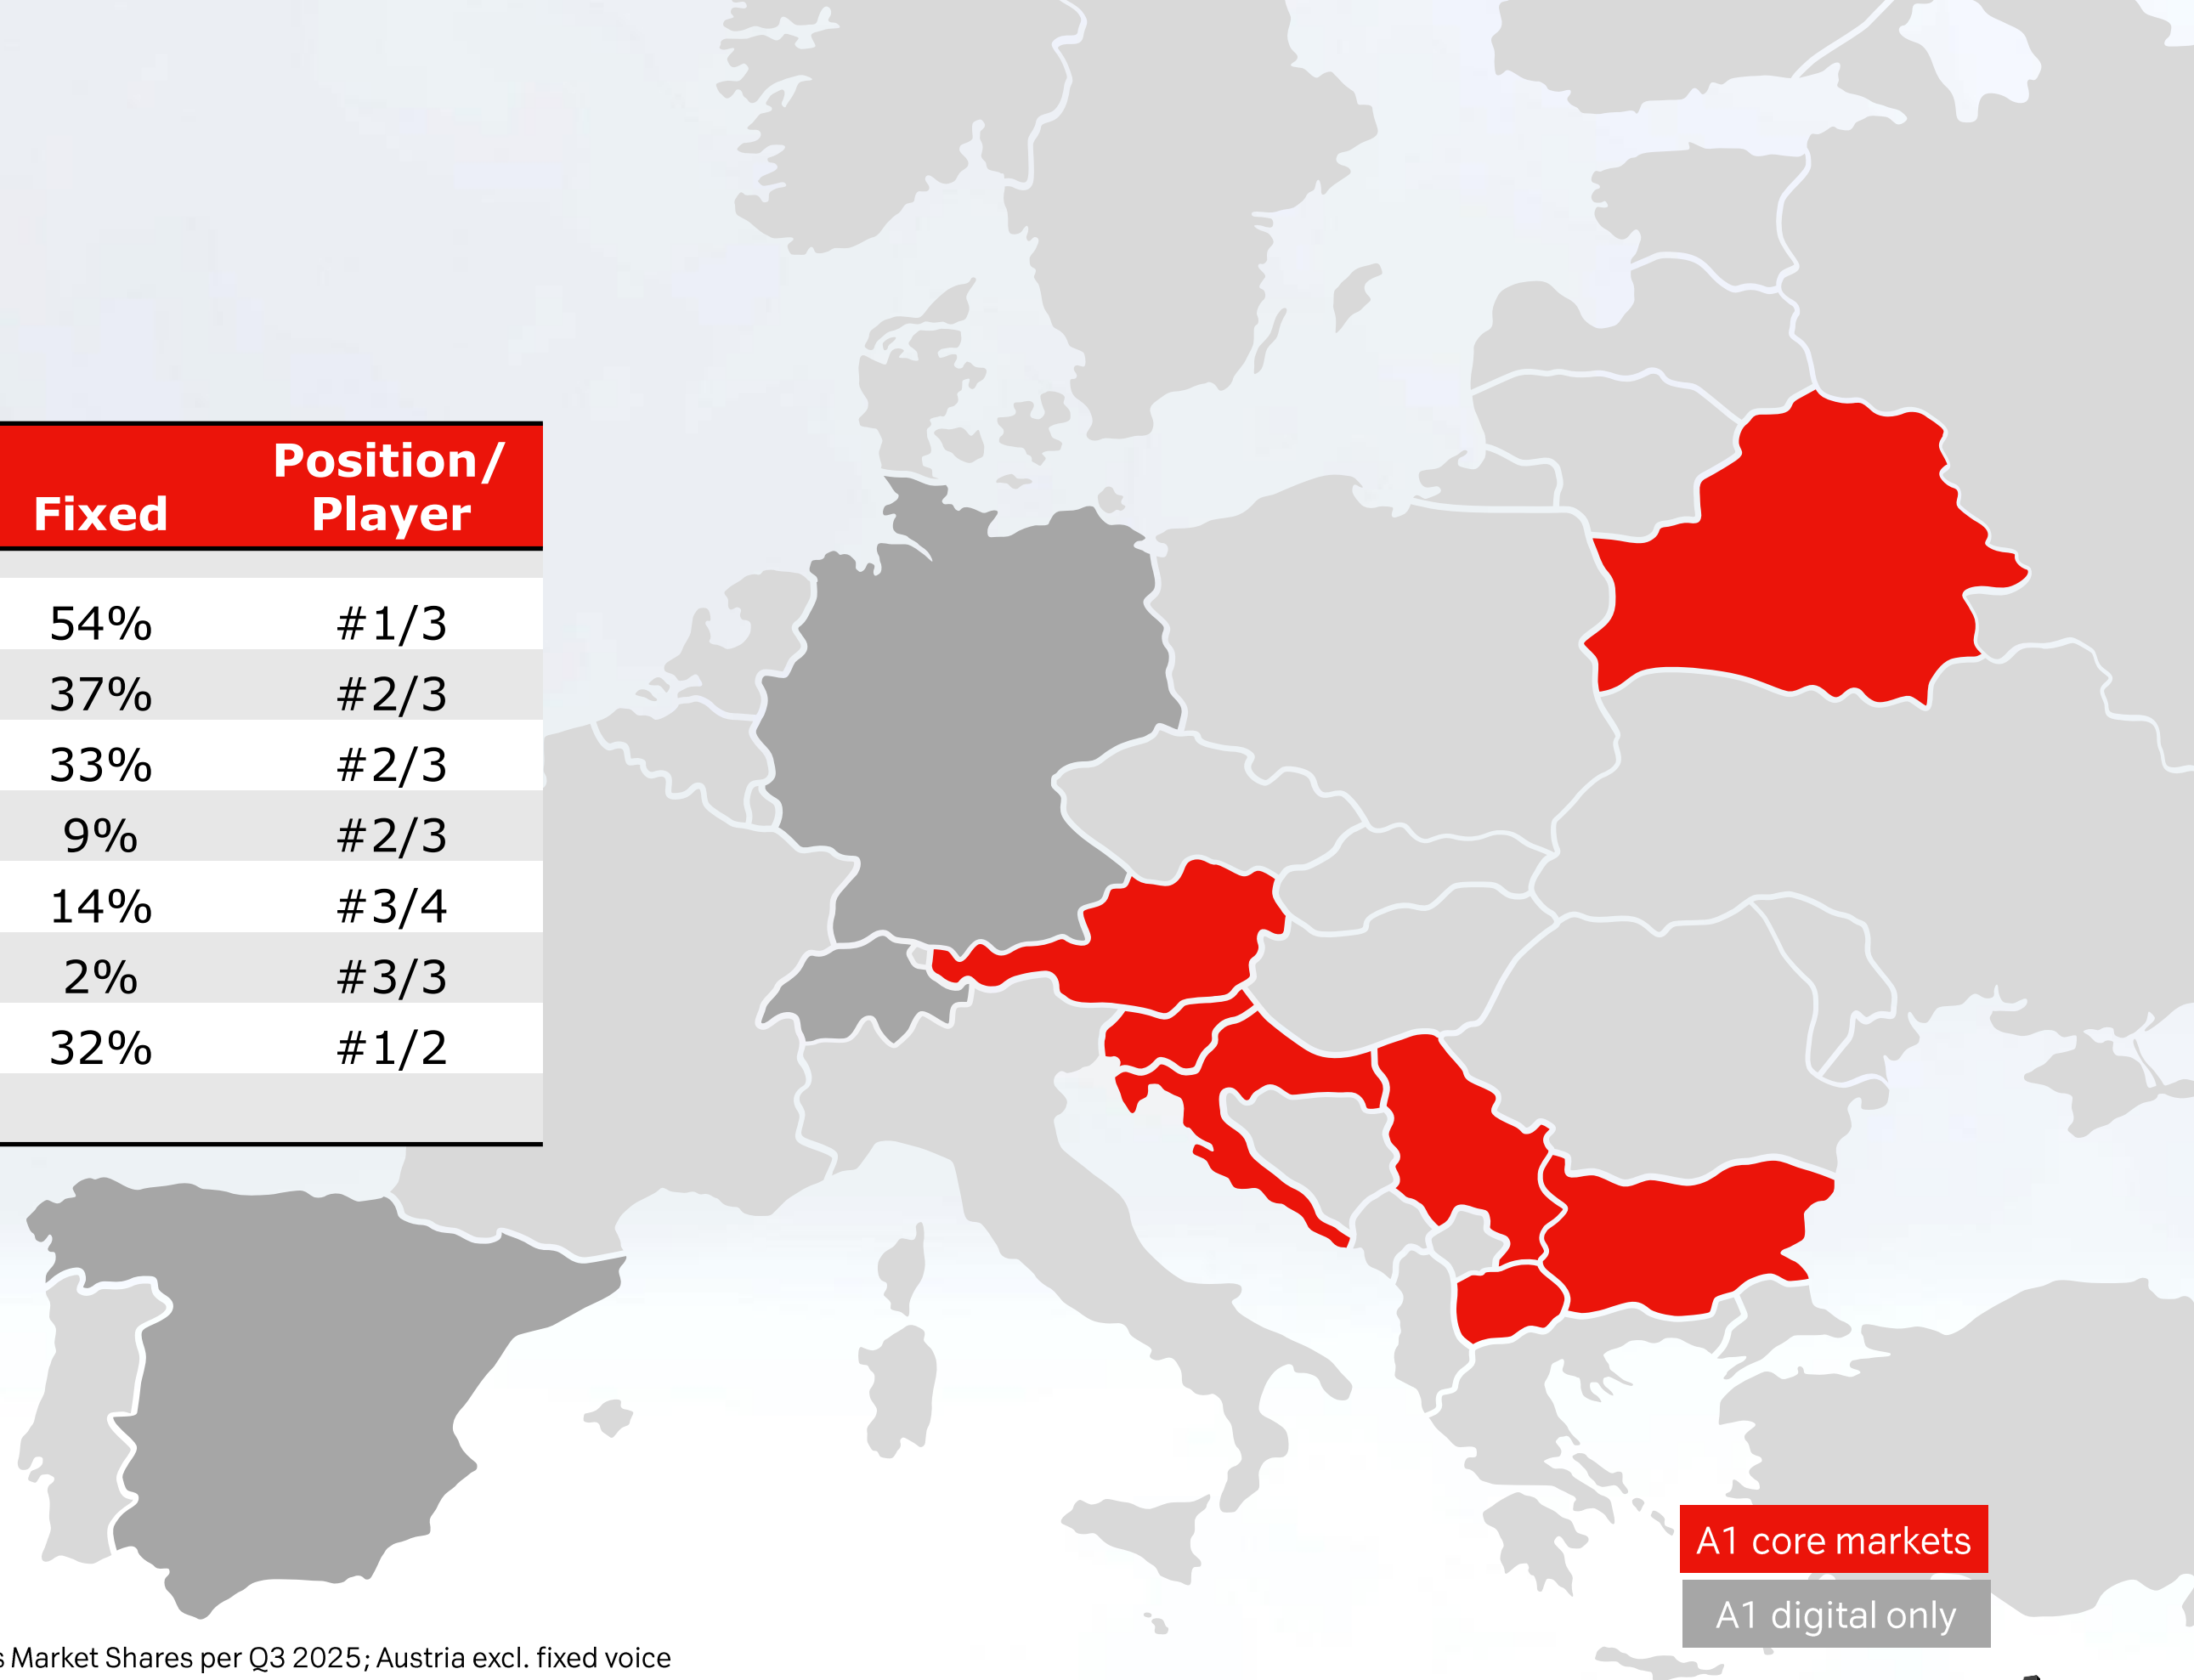 Position/
Fixed Player
54% #1/3
37% #2/3
33% #2/3
9% #2/3
14% #3/4
2% #3/3
32% #1/2
A1 core markets
A1 digital only
Market Shares per Q3 2025; Austria excl. fixed voice